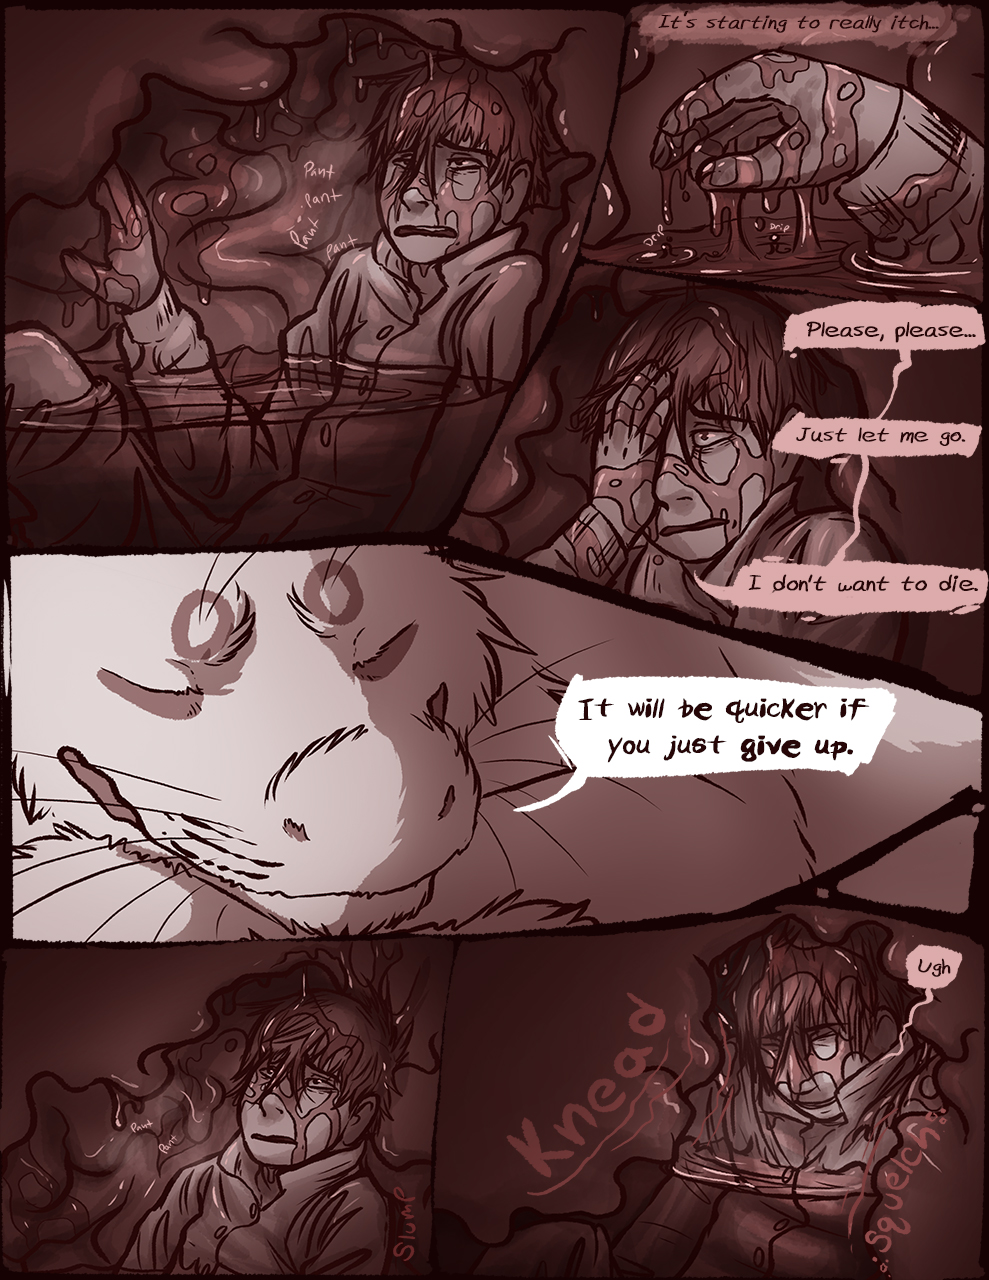 Pant
Pant
Pant
Pant
It's starting to really itch...
Drip
Drip
Please, please...
Just let me go.
I don't want to die.
It will be quicker if
you just give up.
Pant
Pant
Slump
Knead
Ugh
Squelch